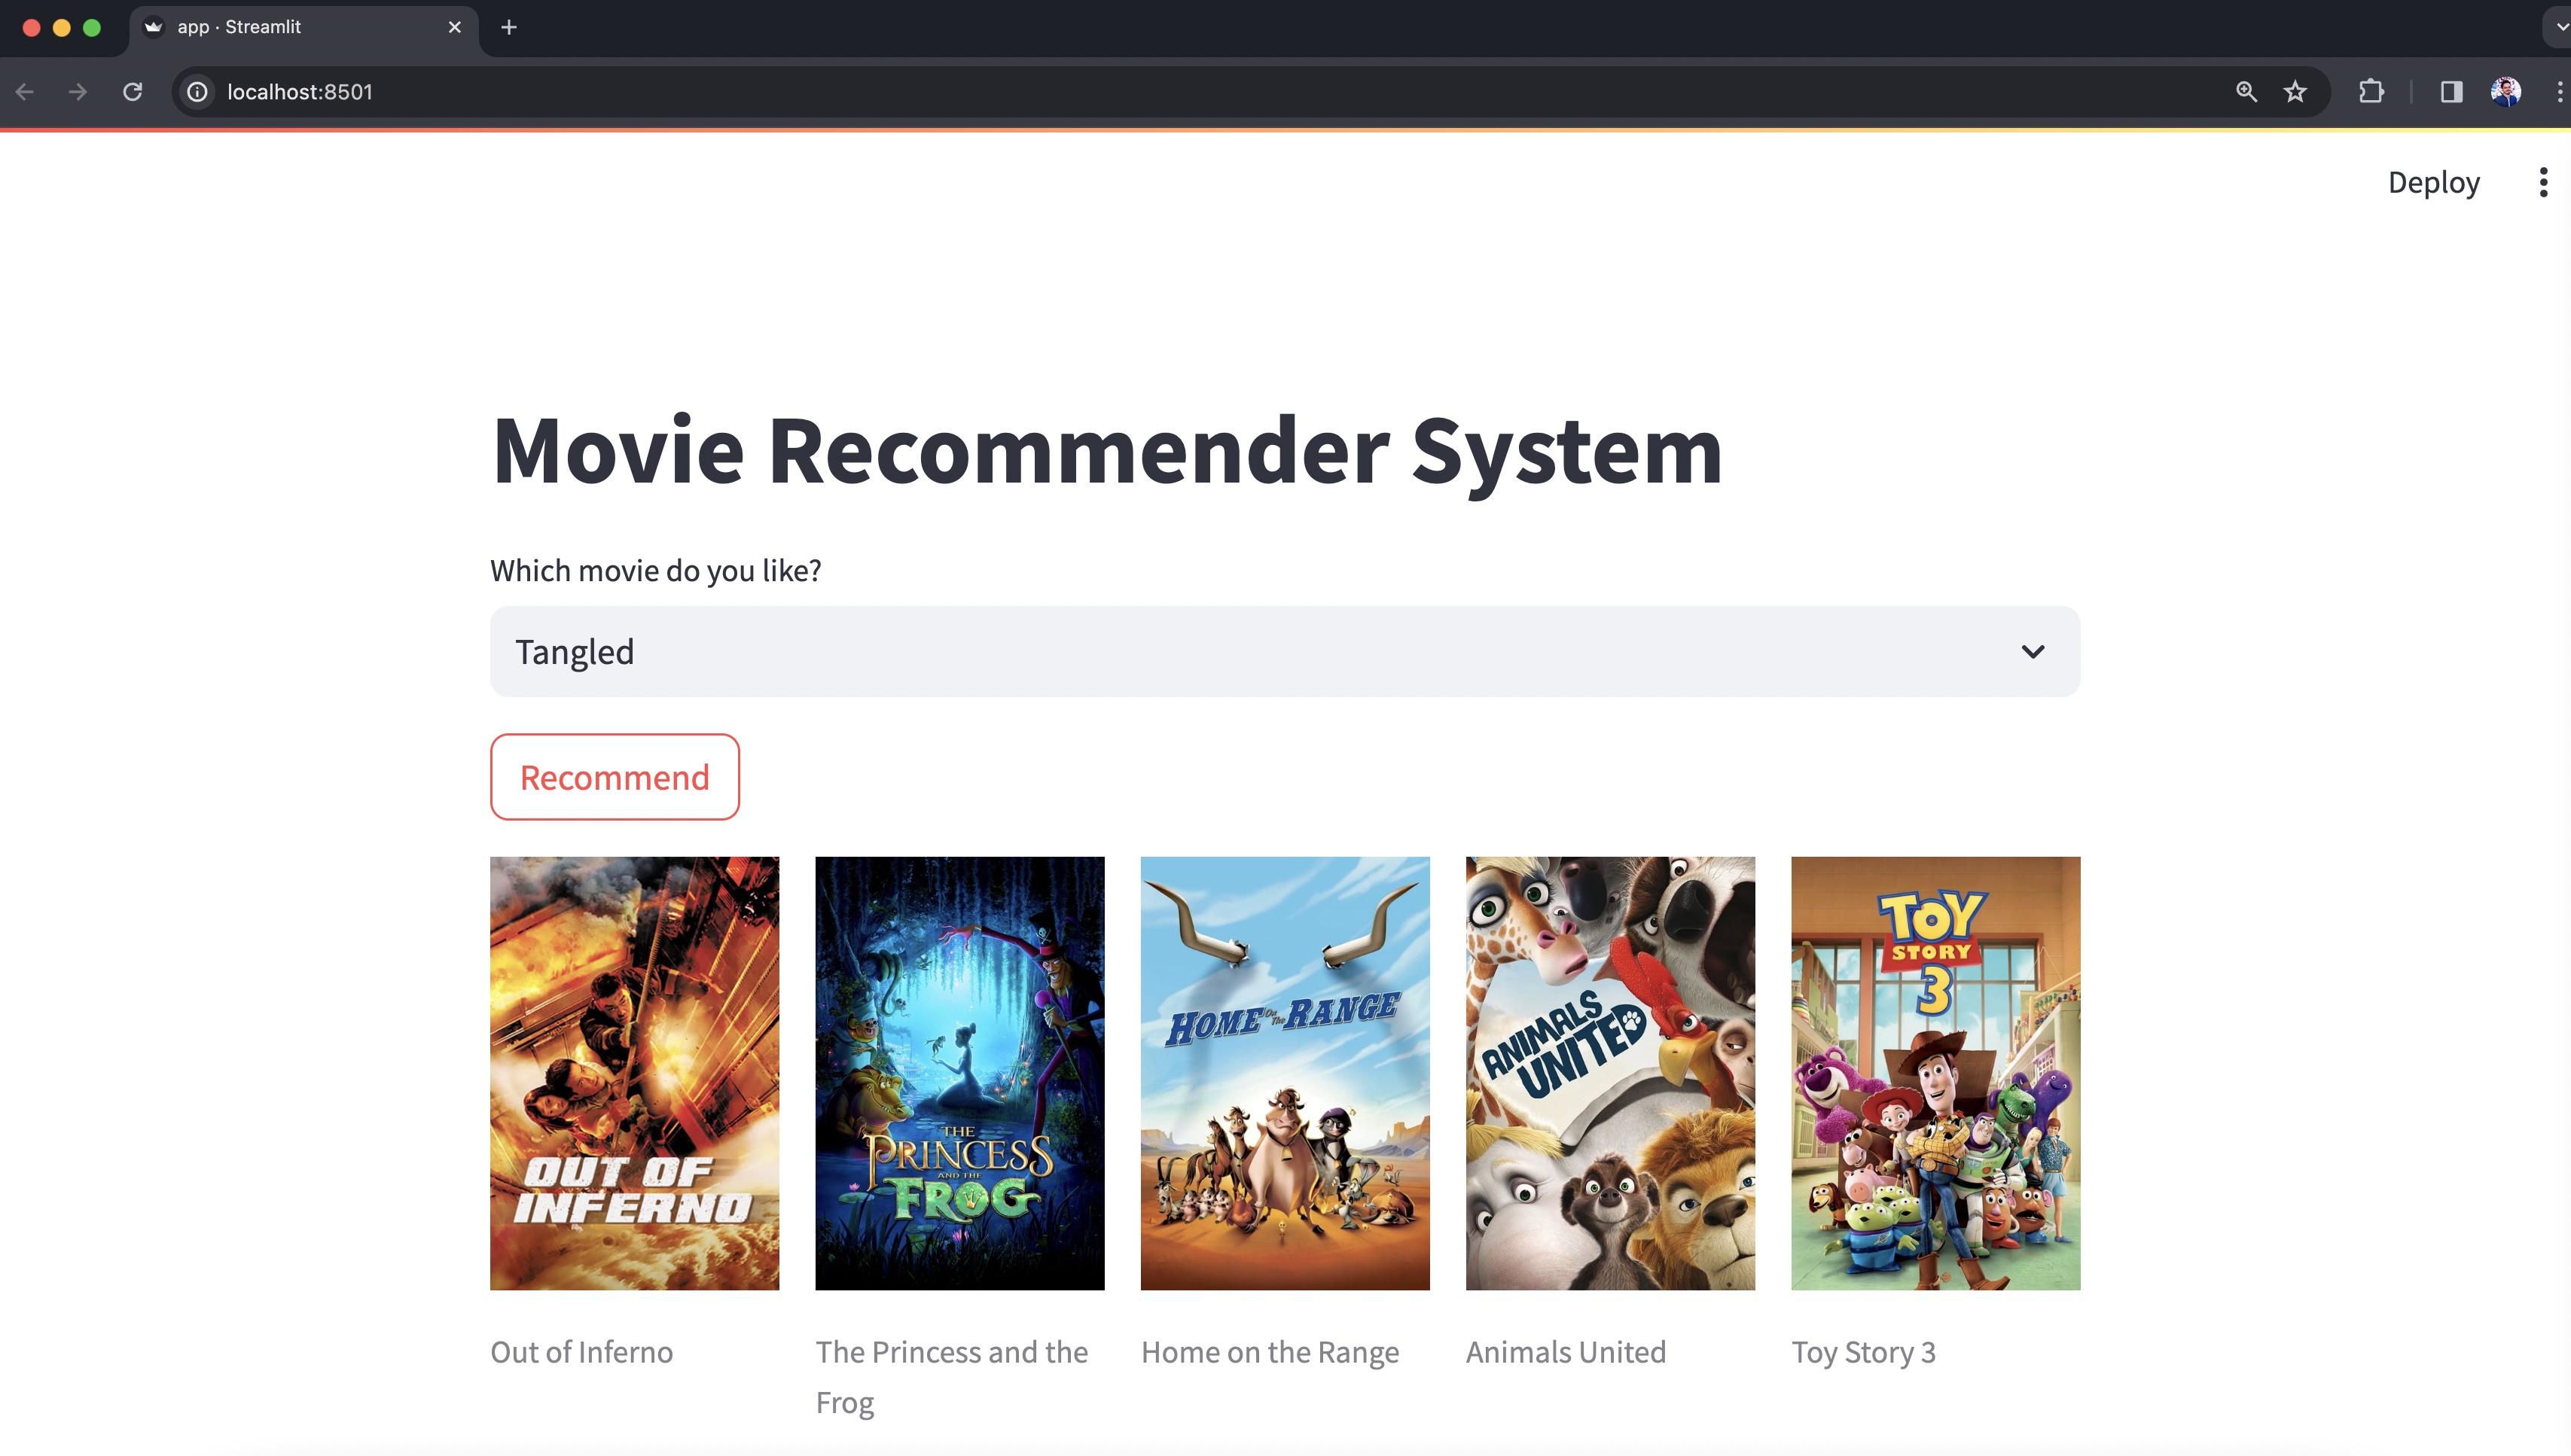 app · Streamlit
localhost:8501
Deploy
Movie Recommender System
Which movie do you like?
Tangled
Recommend
OUT OF
INFERNO
THE
PRINCESS
AND THE
FROG
HOME On The RANGE
ANIMALS
UNITED
TOY
STORY
3
Out of Inferno
The Princess and the
Frog
Home on the Range
Animals United
Toy Story 3